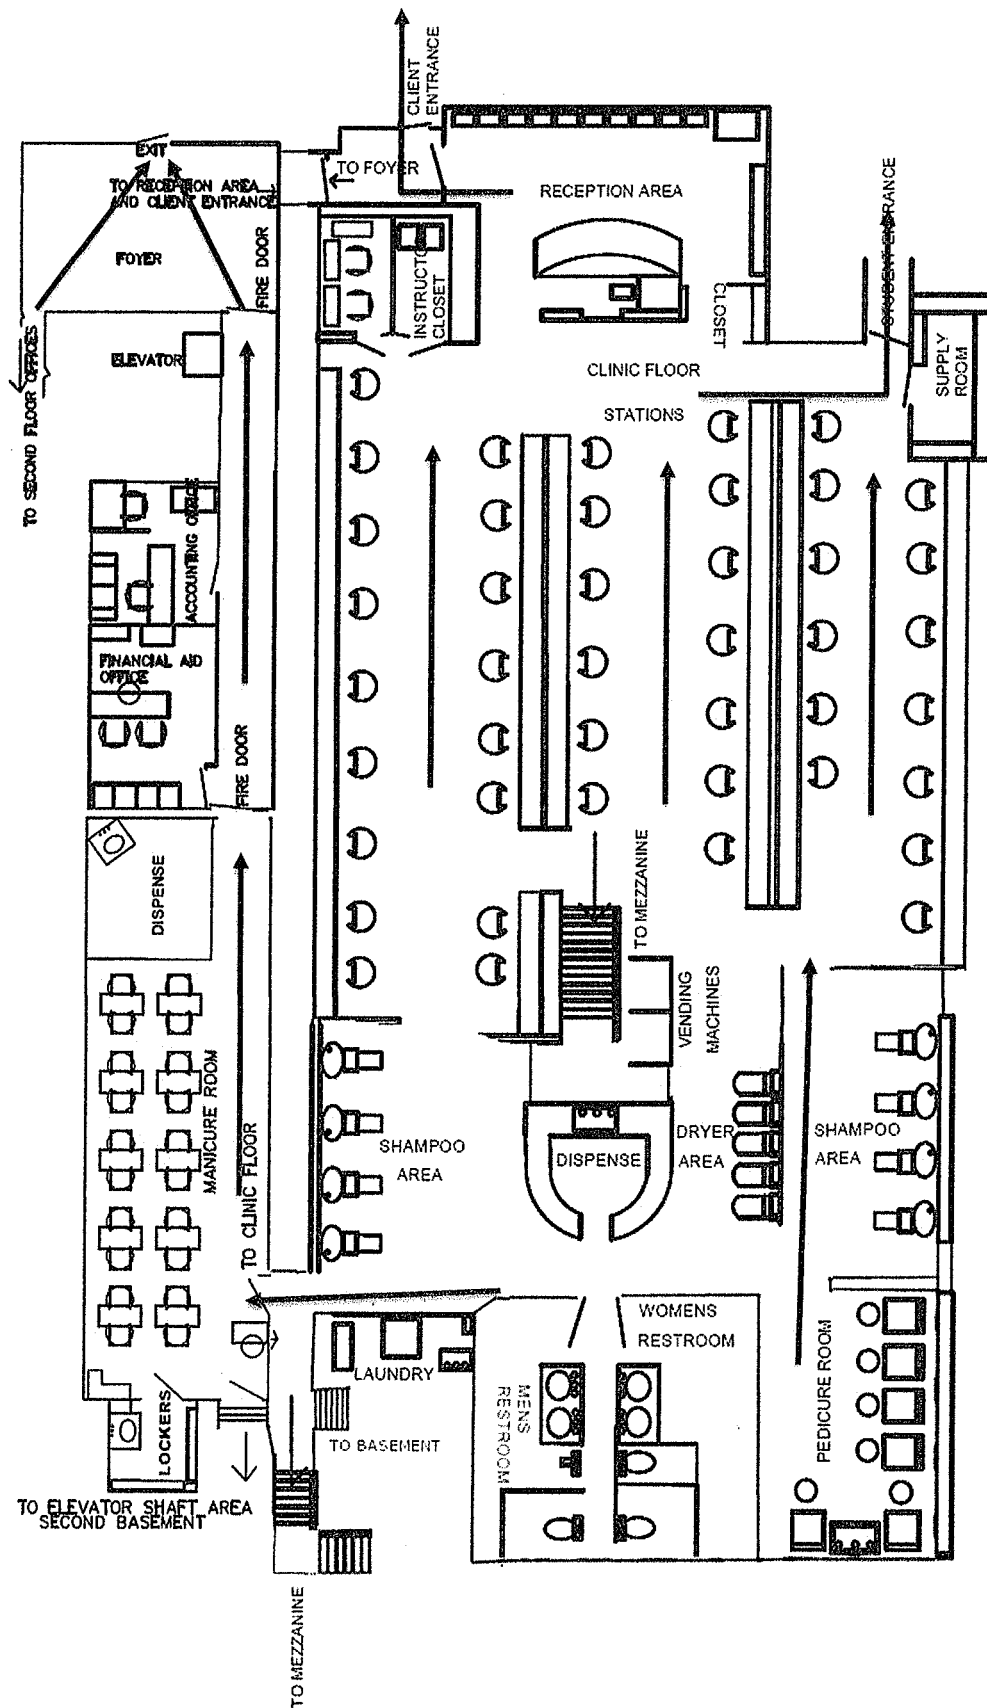 CLIENT
ENTRANCE
EXIT
TO FOYER
TO RECEPTION AREA
AND CLIENT ENTRANCE
RECEPTION AREA
STUDENT ENTRANCE
FOYER
FIRE DOOR
INSTRUCTO
CLOSET
CLOSET
TO SECOND FLOOR OFFICES
ELEVATOR
CLINIC FLOOR
SUPPLY
ROOM
STATIONS
ACCOUNTING OFFICE
FINANCIAL AID
OFFICE
FIRE DOOR
DISPENSE
TO MEZZANINE
VENDING
MACHINES
MANICURE ROOM
TO CLINIC FLOOR
SHAMPOO
AREA
DISPENSE
DRYER
AREA
SHAMPOO
AREA
WOMENS
RESTROOM
LAUNDRY
MENS
RESTROOM
PEDICURE ROOM
LOCKERS
TO BASEMENT
TO ELEVATOR SHAFT AREA
SECOND BASEMENT
TO MEZZANINE